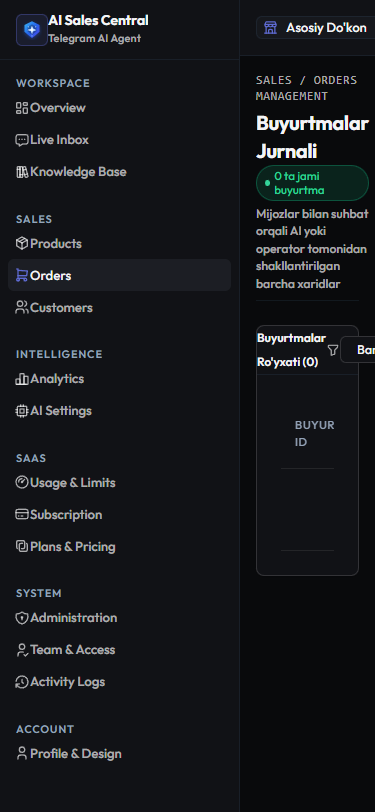 AI Sales Central
Telegram AI Agent
WORKSPACE
Overview
Live Inbox
Knowledge Base
SALES
Products
Orders
Customers
INTELLIGENCE
Analytics
AI Settings
SAAS
Usage & Limits
Subscription
Plans & Pricing
SYSTEM
Administration
Team & Access
Activity Logs
ACCOUNT
Profile & Design
Asosiy Do'kon
SALES / ORDERS
MANAGEMENT
Buyurtmalar
Jurnali
0 ta jami
buyurtma
Mijozlar bilan suhbat
orqali AI yoki
operator tomonidan
shakllantirilgan
barcha xaridlar
Buyurtmalar
Ro'yxati (0)
Bar
BUYUR
ID